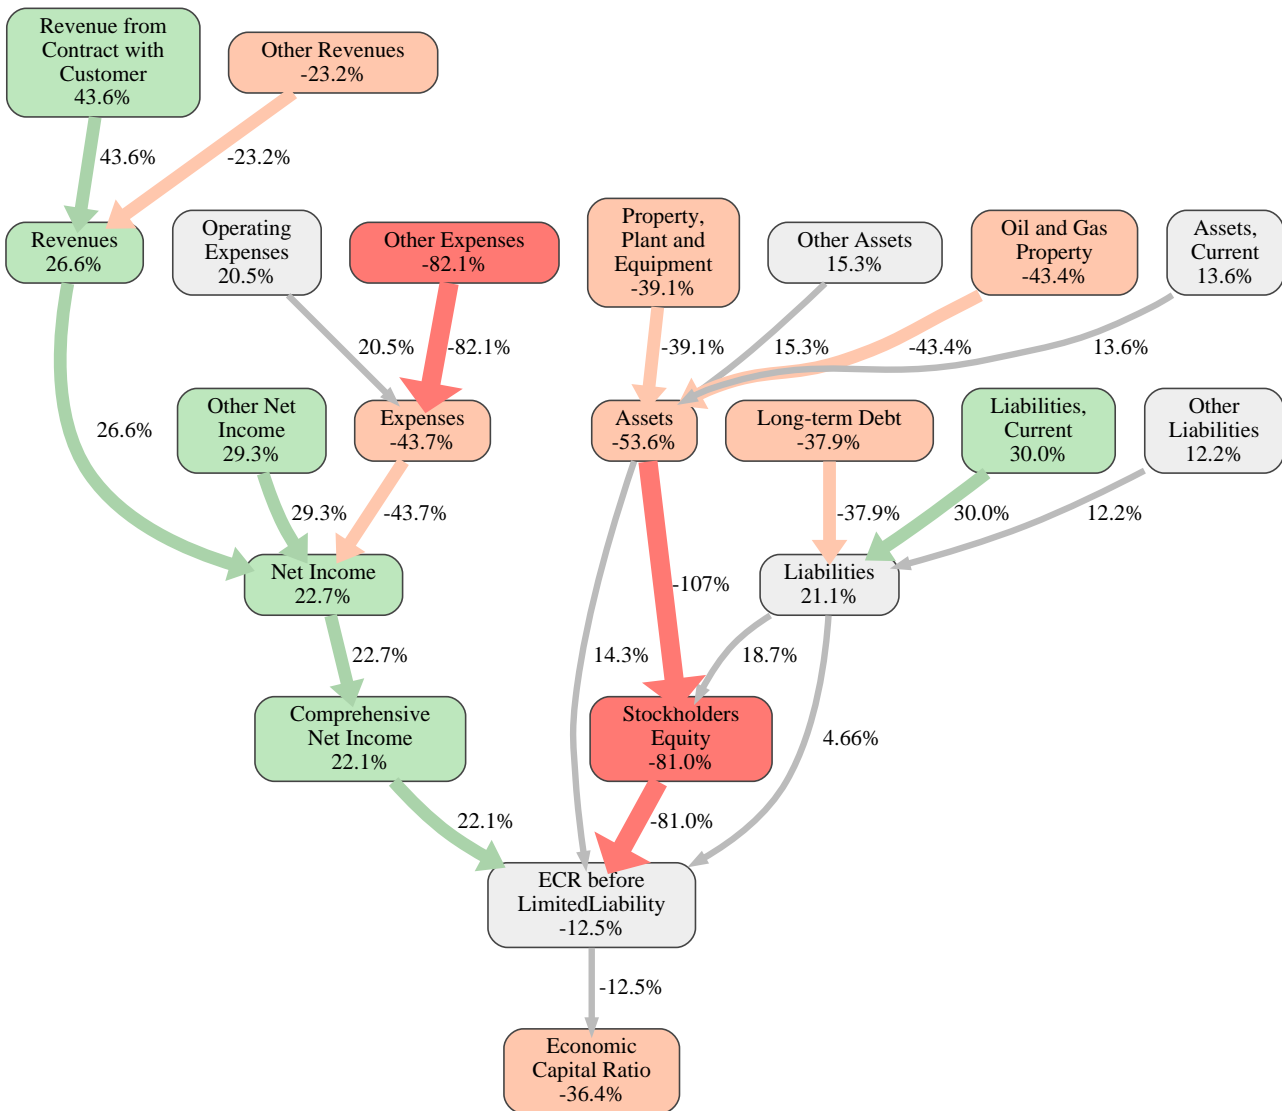 Revenue from
Contract with
Customer
43.6%
Other Revenues
-23.2%
43.6%
-23.2%
Revenues
26.6%
Operating
Expenses
20.5%
Other Expenses
-82.1%
Property,
Plant and
Equipment
-39.1%
Other Assets
15.3%
Oil and Gas
Property
-43.4%
Assets,
Current
13.6%
20.5%
-82.1%
-39.1%
15.3%
-43.4%
13.6%
26.6%
Other Net
Income
29.3%
Expenses
-43.7%
Assets
-53.6%
Long-term Debt
-37.9%
Liabilities,
Current
30.0%
Other
Liabilities
12.2%
29.3%
-43.7%
-37.9%
30.0%
12.2%
Net Income
22.7%
-107%
Liabilities
21.1%
22.7%
14.3%
18.7%
Comprehensive
Net Income
22.1%
Stockholders
Equity
-81.0%
4.66%
22.1%
-81.0%
ECR before
LimitedLiability
-12.5%
-12.5%
Economic
Capital Ratio
-36.4%